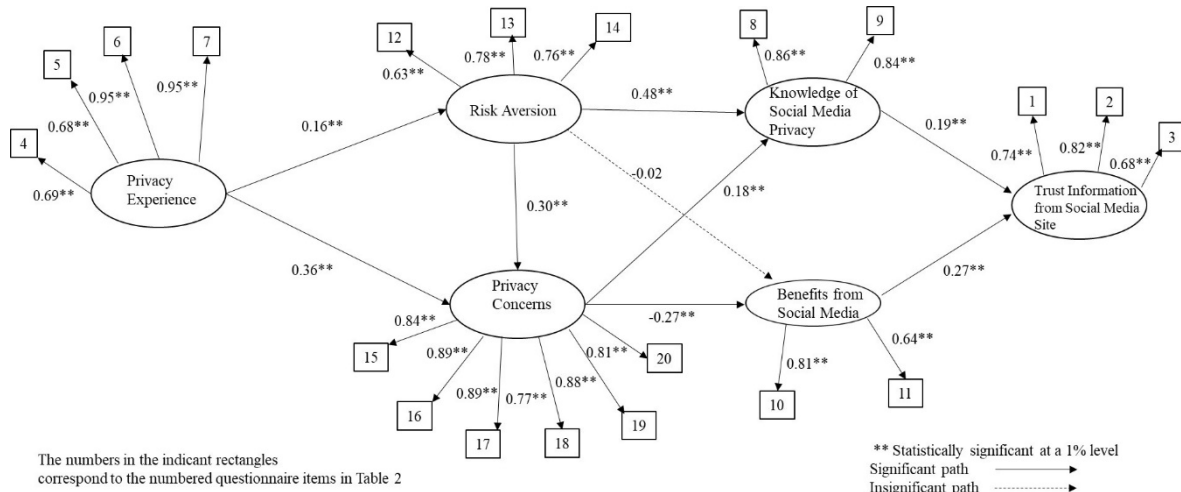 13
9
12
14
8
6
7
5
0.78**
0.76**
0.86**
0.84**
0.63**
1
2
3
0.95**
0.95**
0.68**
4
0.69**
Risk Aversion
0.48**
Knowledge of
Social Media
Privacy
0.16**
0.19**
0.74**
0.82**
0.68**
Privacy
Experience
-0.02
0.18**
Trust Information
from Social Media
Site
0.30**
0.36**
0.27**
Privacy
Concerns
-0.27**
Benefits from
Social Media
0.84**
15
0.89**
0.89**
0.77**
0.88**
0.81**
20
0.81**
0.64**
16
17
18
19
10
11
The numbers in the indicant rectangles
correspond to the numbered questionnaire items in Table 2
** Statistically significant at a 1% level
Significant path
Insignificant path